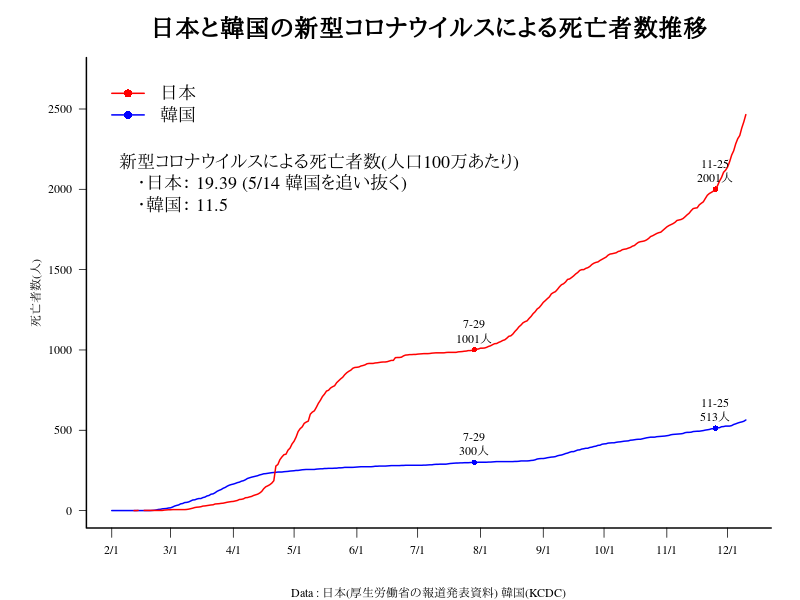 日本と韓国の新型コロナウイルスによる死亡者数推移
日本
韓国
新型コロナウイルスによる死亡者数(人口100万あたり)
・日本: 19.39 (5/14 韓国を追い抜く)
・韓国: 11.5
死亡者数(人)
2500
2000
1500
1000
500
0
11-25
2001人
7-29
1001人
11-25
513人
7-29
300人
2/1 3/1 4/1 5/1 6/1 7/1 8/1 9/1 10/1 11/1 12/1
Data : 日本(厚生労働省の報道発表資料) 韓国(KCDC)